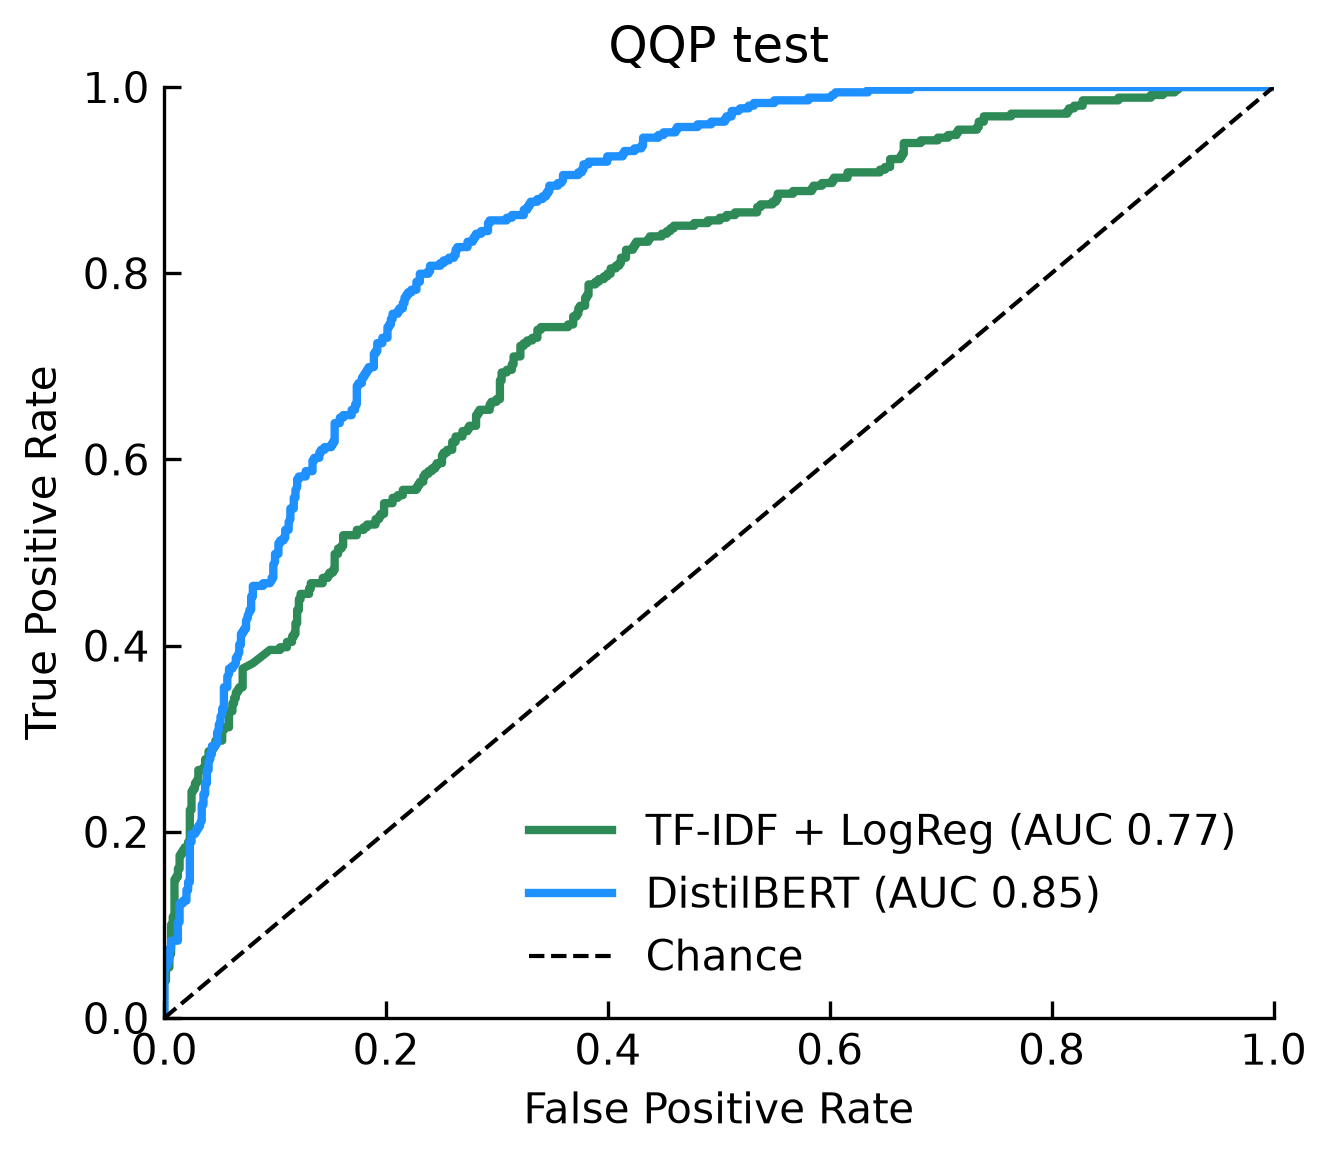 QQP test
1.0
0.8
0.6
0.4
0.2
0.0
True Positive Rate
TF-IDF + LogReg (AUC 0.77)
DistilBERT (AUC 0.85)
Chance
0.0 0.2 0.4 0.6 0.8 1.0
False Positive Rate